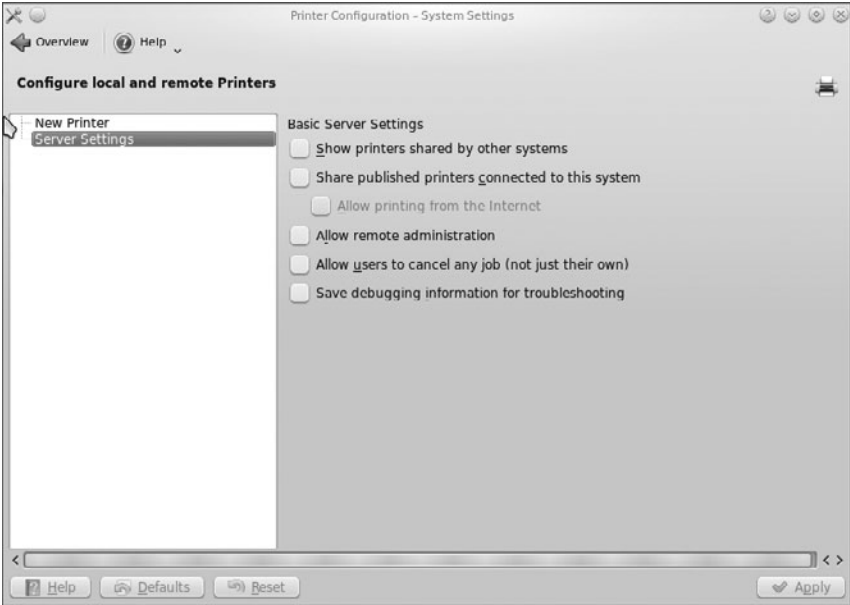 Printer Configuration – System Settings
Overview Help
Configure local and remote Printers
New Printer
Server Settings
Basic Server Settings
Show printers shared by other systems
Share published printers connected to this system
Allow printing from the Internet
Allow remote administration
Allow users to cancel any job (not just their own)
Save debugging information for troubleshooting
Help Defaults Reset Apply